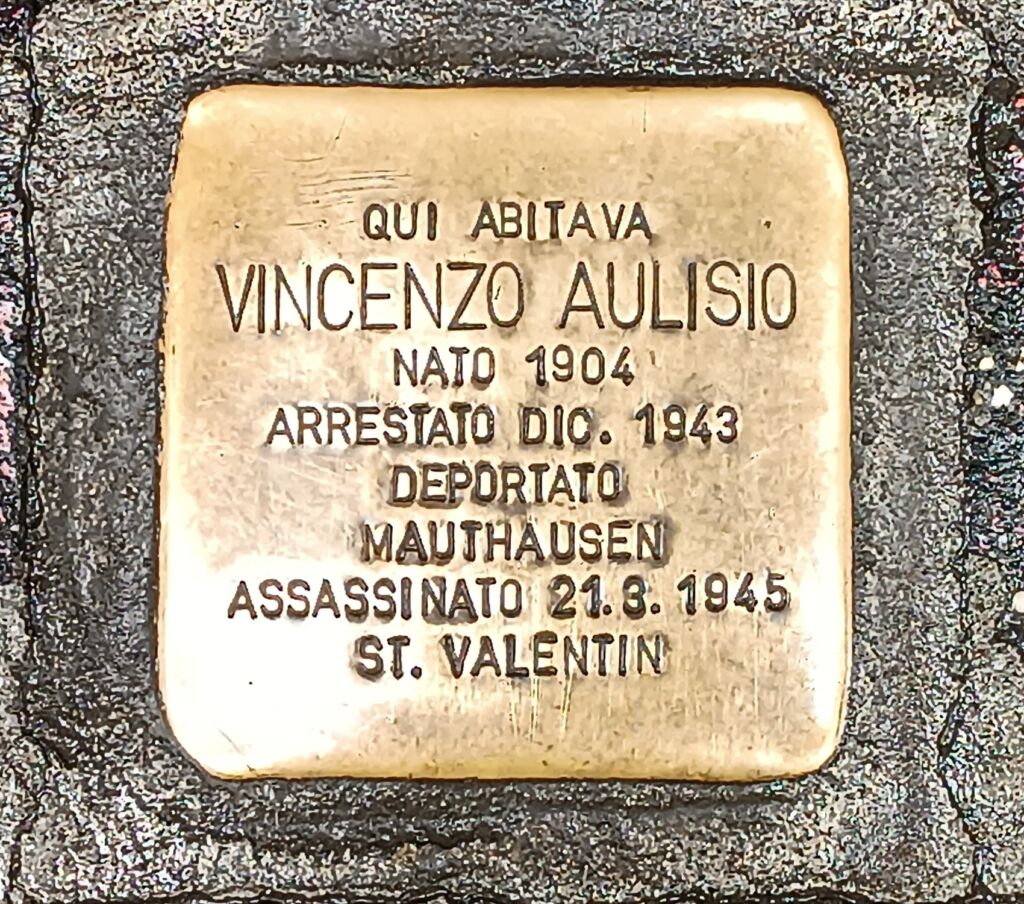 QUI ABITAVA
VINCENZO AULISIO
NATO 1904
ARRESTATO DIC. 1943
DEPORTATO
MAUTHAUSEN
ASSASSINATO 21.3.1945
ST. VALENTIN